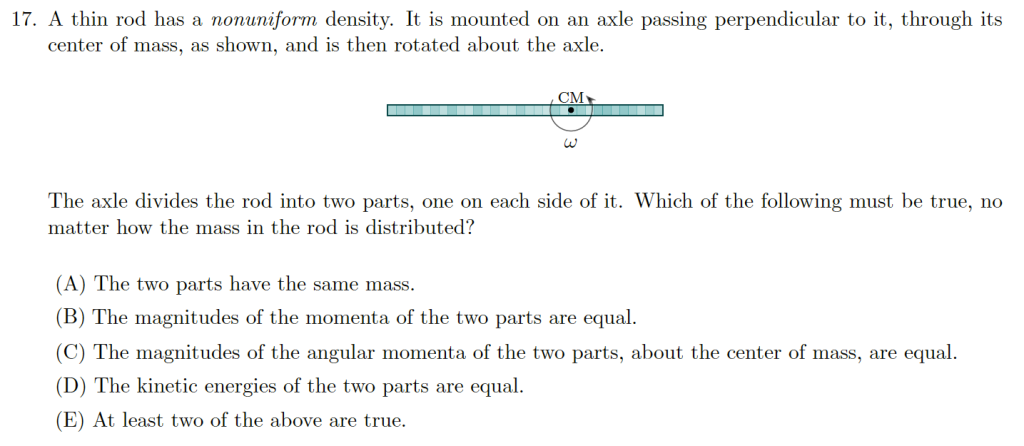 17. A thin rod has a nonuniform density. It is mounted on an axle passing perpendicular to it, through its
center of mass, as shown, and is then rotated about the axle.
CM
ω
The axle divides the rod into two parts, one on each side of it. Which of the following must be true, no
matter how the mass in the rod is distributed?
(A) The two parts have the same mass.
(B) The magnitudes of the momenta of the two parts are equal.
(C) The magnitudes of the angular momenta of the two parts, about the center of mass, are equal.
(D) The kinetic energies of the two parts are equal.
(E) At least two of the above are true.